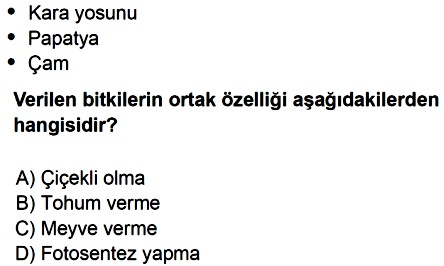 • Kara yosunu
• Papatya
• Çam
Verilen bitkilerin ortak özelliği aşağıdakilerden
hangisidir?
A) Çiçekli olma
B) Tohum verme
C) Meyve verme
D) Fotosentez yapma